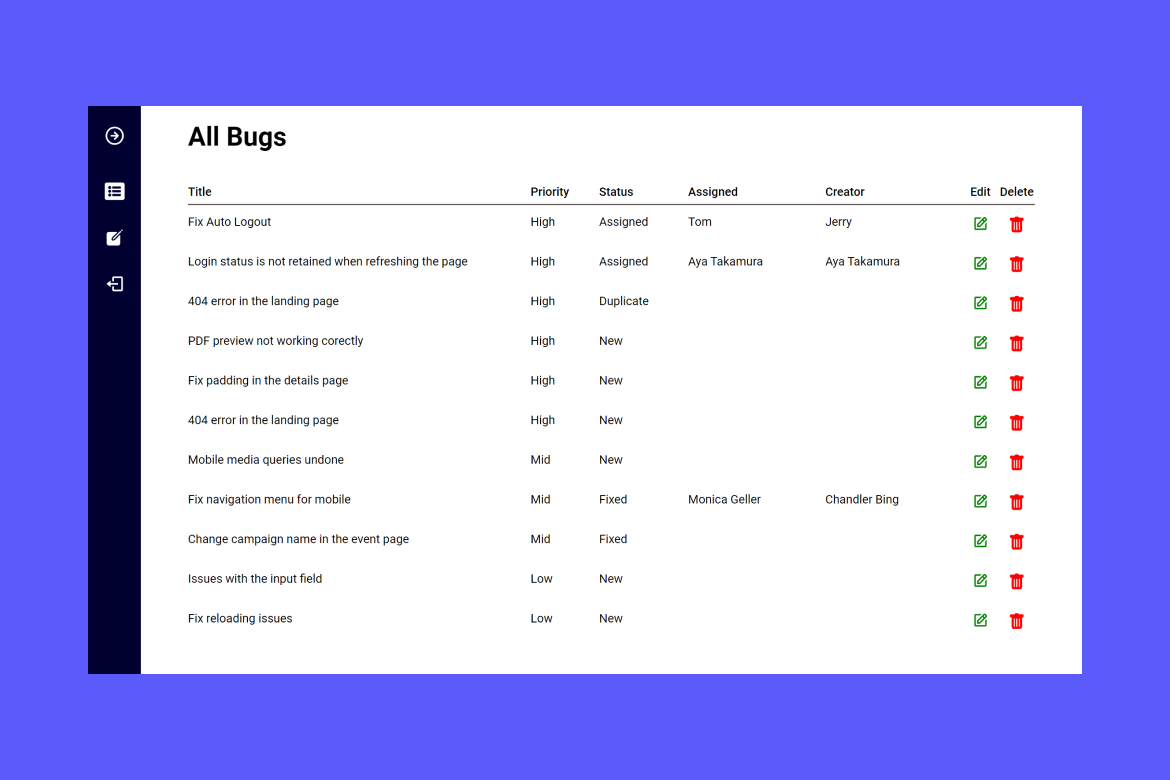 All Bugs
Title Priority Status Assigned Creator Edit Delete
Fix Auto Logout High Assigned Tom Jerry
Login status is not retained when refreshing the page High Assigned Aya Takamura Aya Takamura
404 error in the landing page High Duplicate
PDF preview not working corectly High New
Fix padding in the details page High New
404 error in the landing page High New
Mobile media queries undone Mid New
Fix navigation menu for mobile Mid Fixed Monica Geller Chandler Bing
Change campaign name in the event page Mid Fixed
Issues with the input field Low New
Fix reloading issues Low New